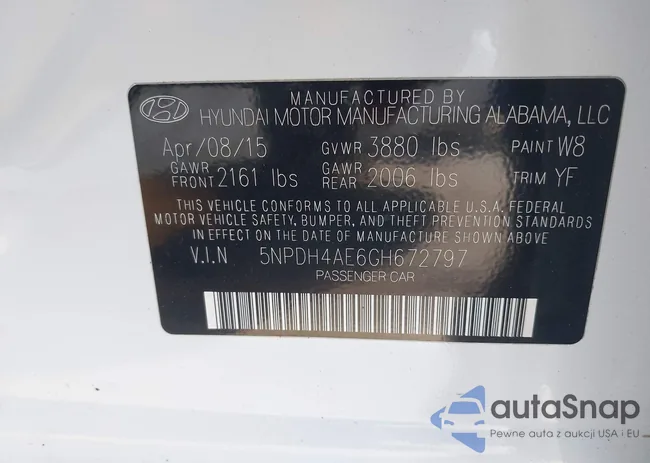 MANUFACTURED BY
HYUNDAI MOTOR MANUFACTURING ALABAMA, LLC
Apr/08/15 GVWR 3880 lbs PAINT W8
GAWR FRONT 2161 lbs GAWR REAR 2006 lbs TRIM YF
THIS VEHICLE CONFORMS TO ALL APPLICABLE U.S.A. FEDERAL
MOTOR VEHICLE SAFETY, BUMPER, AND THEFT PREVENTION STANDARDS
IN EFFECT ON THE DATE OF MANUFACTURE SHOWN ABOVE.
V.I.N 5NPDH4AE6GH672797
PASSENGER CAR
autaSnap
Pewne auta z aukcji USA i EU